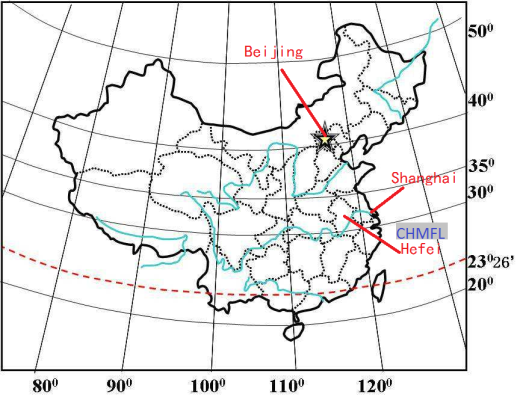 Beijing
50⁰
40⁰
35⁰
Shanghai
30⁰
CHMFL
Hefei
23⁰26'
20⁰
80⁰ 90⁰ 100⁰ 110⁰ 120⁰